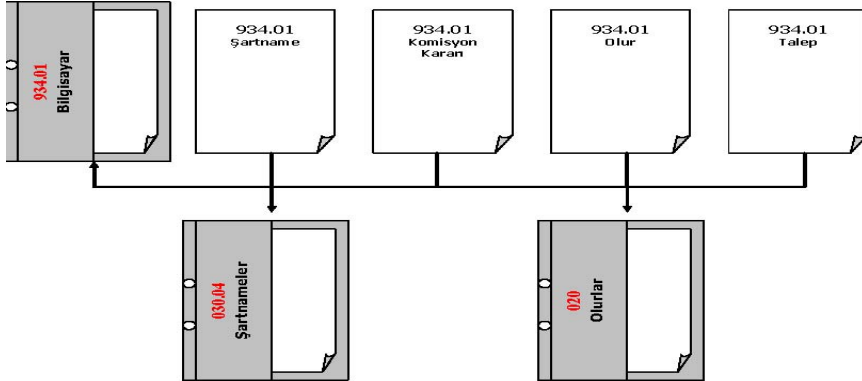 934.01
Bilgisayar
934.01
Şartname
934.01
Komisyon
Kararı
934.01
Olur
934.01
Talep
030.04
Şartnameler
020
Olurlar